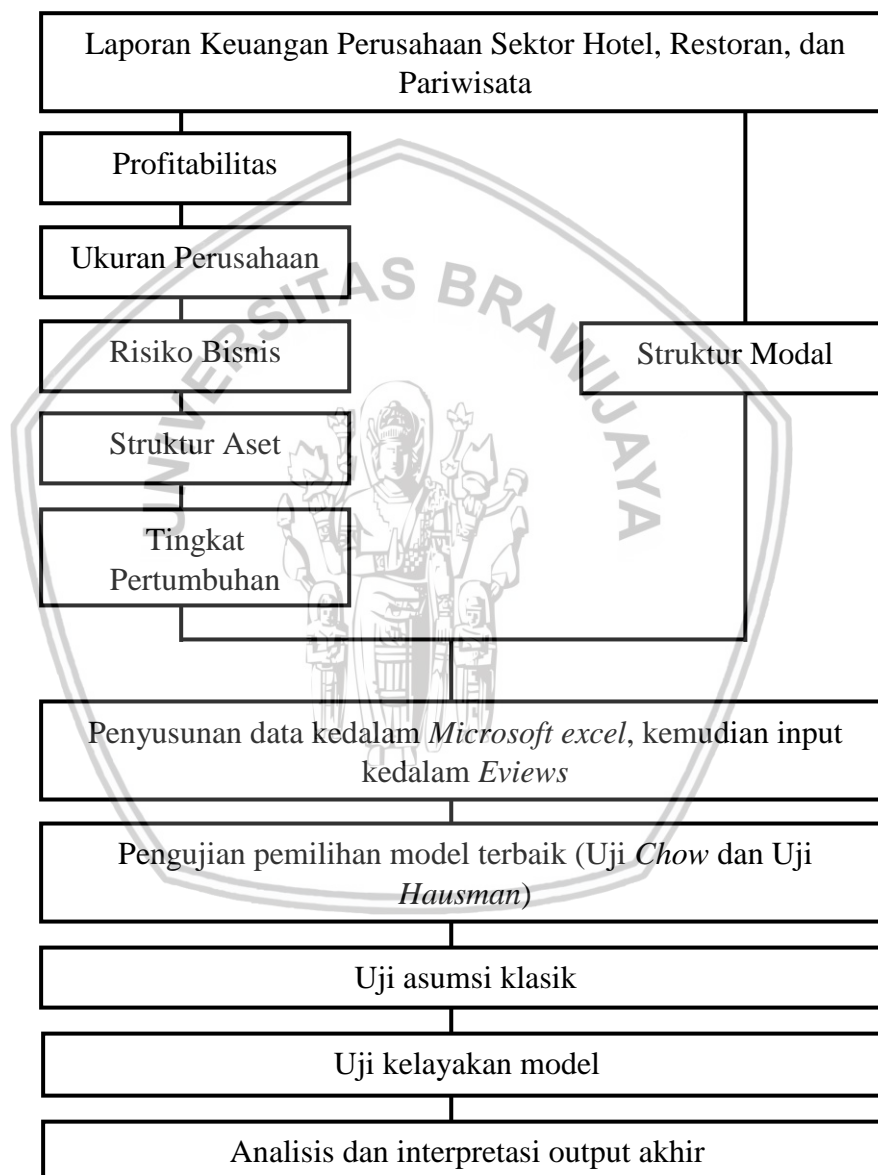 Laporan Keuangan Perusahaan Sektor Hotel, Restoran, dan
Pariwisata
Profitabilitas
Ukuran Perusahaan
Risiko Bisnis
Struktur Aset
Tingkat
Pertumbuhan
Struktur Modal
UNIVERSITAS BRAWIJAYA
Penyusunan data kedalam Microsoft excel, kemudian input
kedalam Eviews
Pengujian pemilihan model terbaik (Uji Chow dan Uji
Hausman)
Uji asumsi klasik
Uji kelayakan model
Analisis dan interpretasi output akhir